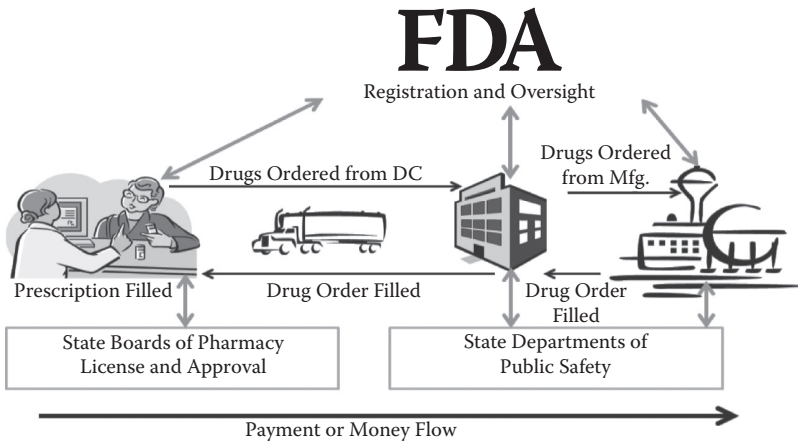 FDA
Registration and Oversight
Drugs Ordered from DC
Drugs Ordered
from Mfg.
Prescription Filled
Drug Order Filled
Drug Order
Filled
State Boards of Pharmacy
License and Approval
State Departments of
Public Safety
Payment or Money Flow